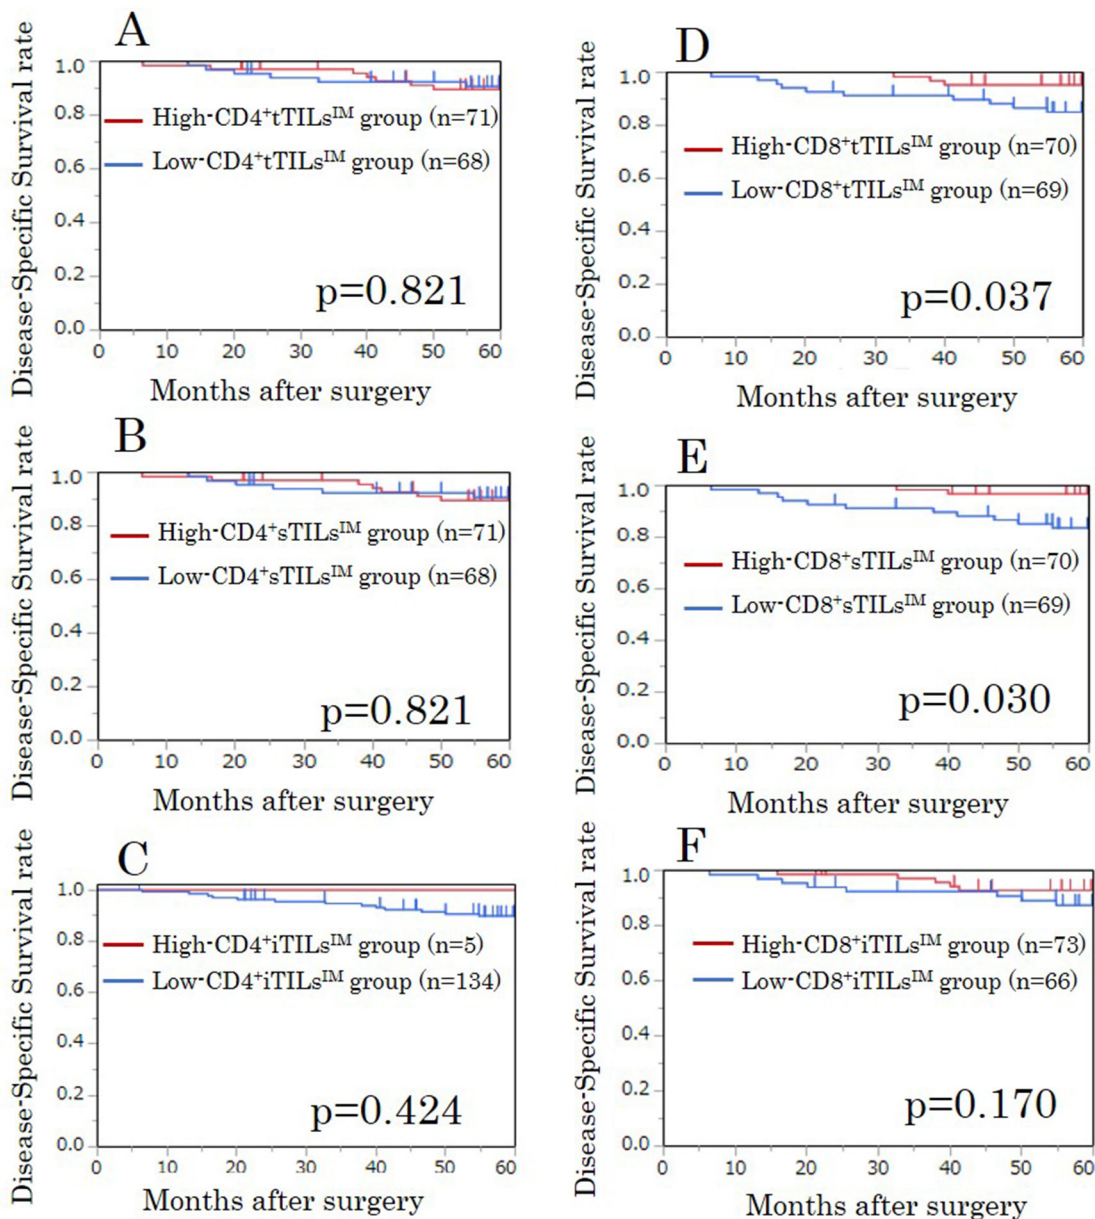 A
Disease-Specific Survival rate
1.0
0.8
0.6
0.4
0.2
0.0
High-CD4⁺tTILsᴵᴹ group (n=71)
Low-CD4⁺tTILsᴵᴹ group (n=68)
p=0.821
0 10 20 30 40 50 60
Months after surgery
B
Disease-Specific Survival rate
1.0
0.8
0.6
0.4
0.2
0.0
High-CD4⁺sTILsᴵᴹ group (n=71)
Low-CD4⁺sTILsᴵᴹ group (n=68)
p=0.821
0 10 20 30 40 50 60
Months after surgery
C
Disease-Specific Survival rate
1.0
0.8
0.6
0.4
0.2
0.0
High-CD4⁺iTILsᴵᴹ group (n=5)
Low-CD4⁺iTILsᴵᴹ group (n=134)
p=0.424
0 10 20 30 40 50 60
Months after surgery
D
Disease-Specific Survival rate
1.0
0.8
0.6
0.4
0.2
0.0
High-CD8⁺tTILsᴵᴹ group (n=70)
Low-CD8⁺tTILsᴵᴹ group (n=69)
p=0.037
0 10 20 30 40 50 60
Months after surgery
E
Disease-Specific Survival rate
1.0
0.8
0.6
0.4
0.2
0.0
High-CD8⁺sTILsᴵᴹ group (n=70)
Low-CD8⁺sTILsᴵᴹ group (n=69)
p=0.030
0 10 20 30 40 50 60
Months after surgery
F
Disease-Specific Survival rate
1.0
0.8
0.6
0.4
0.2
0.0
High-CD8⁺iTILsᴵᴹ group (n=73)
Low-CD8⁺iTILsᴵᴹ group (n=66)
p=0.170
0 10 20 30 40 50 60
Months after surgery